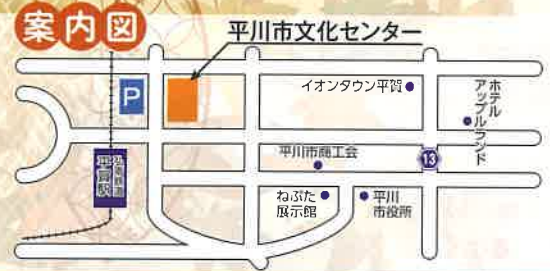 案内図
平川市文化センター
P
イオンタウン平賀
ホテル
アップルランド
平川市商工会
13
弘南鉄道
平賀駅
ねぷた
展示館
平川
市役所